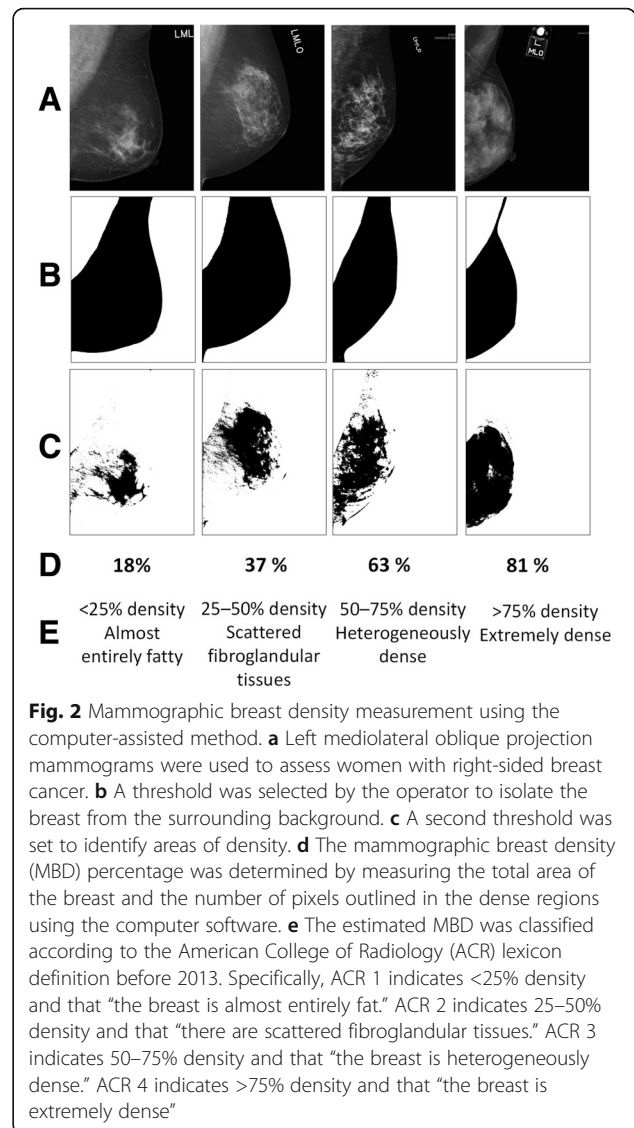 LML
LMLO
LMLO
L
MLO
A
B
C
D 18% 37 % 63 % 81 %
E
<25% density
Almost
entirely fatty
25–50% density
Scattered
fibroglandular
tissues
50–75% density
Heterogeneously
dense
>75% density
Extremely dense
Fig. 2 Mammographic breast density measurement using the
computer-assisted method. a Left mediolateral oblique projection
mammograms were used to assess women with right-sided breast
cancer. b A threshold was selected by the operator to isolate the
breast from the surrounding background. c A second threshold was
set to identify areas of density. d The mammographic breast density
(MBD) percentage was determined by measuring the total area of
the breast and the number of pixels outlined in the dense regions
using the computer software. e The estimated MBD was classified
according to the American College of Radiology (ACR) lexicon
definition before 2013. Specifically, ACR 1 indicates <25% density
and that “the breast is almost entirely fat.” ACR 2 indicates 25–50%
density and that “there are scattered fibroglandular tissues.” ACR 3
indicates 50–75% density and that “the breast is heterogeneously
dense.” ACR 4 indicates >75% density and that “the breast is
extremely dense”